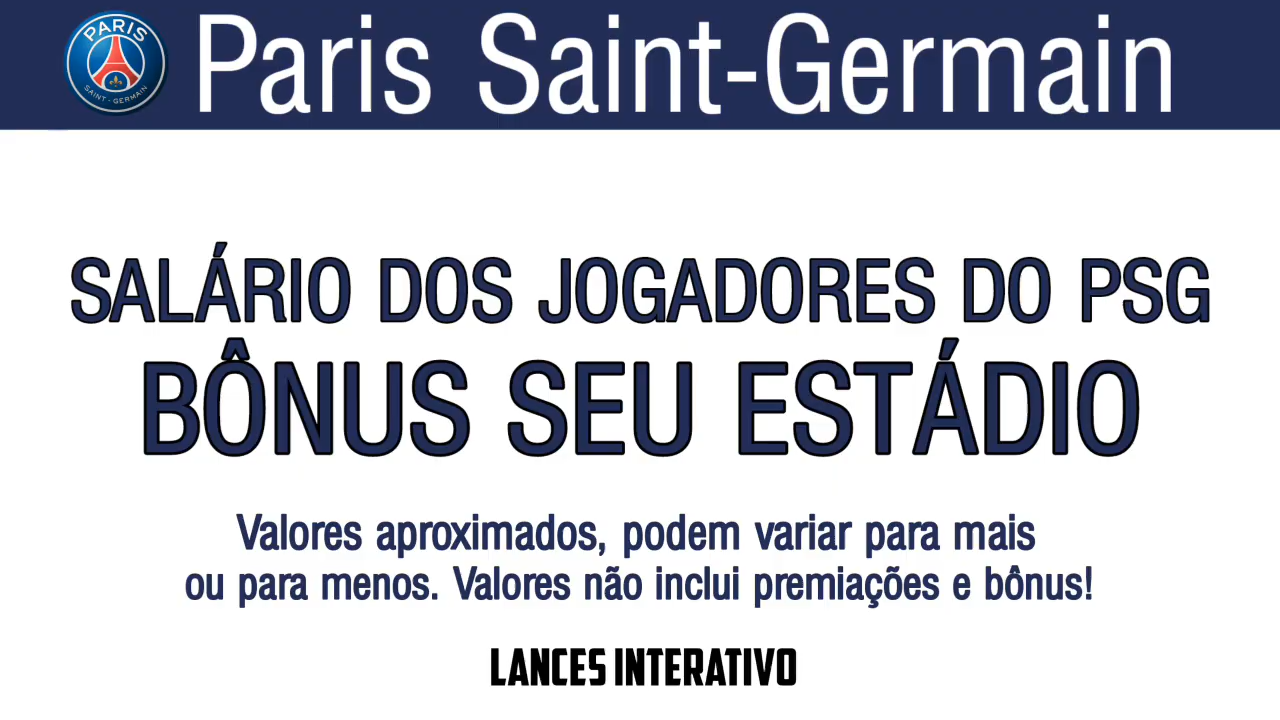 PARIS
SAINT-GERMAIN
Paris Saint-Germain
SALÁRIO DOS JOGADORES DO PSG
BÔNUS SEU ESTÁDIO
Valores aproximados, podem variar para mais
ou para menos. Valores não inclui premiações e bônus!
LANCES INTERATIVO